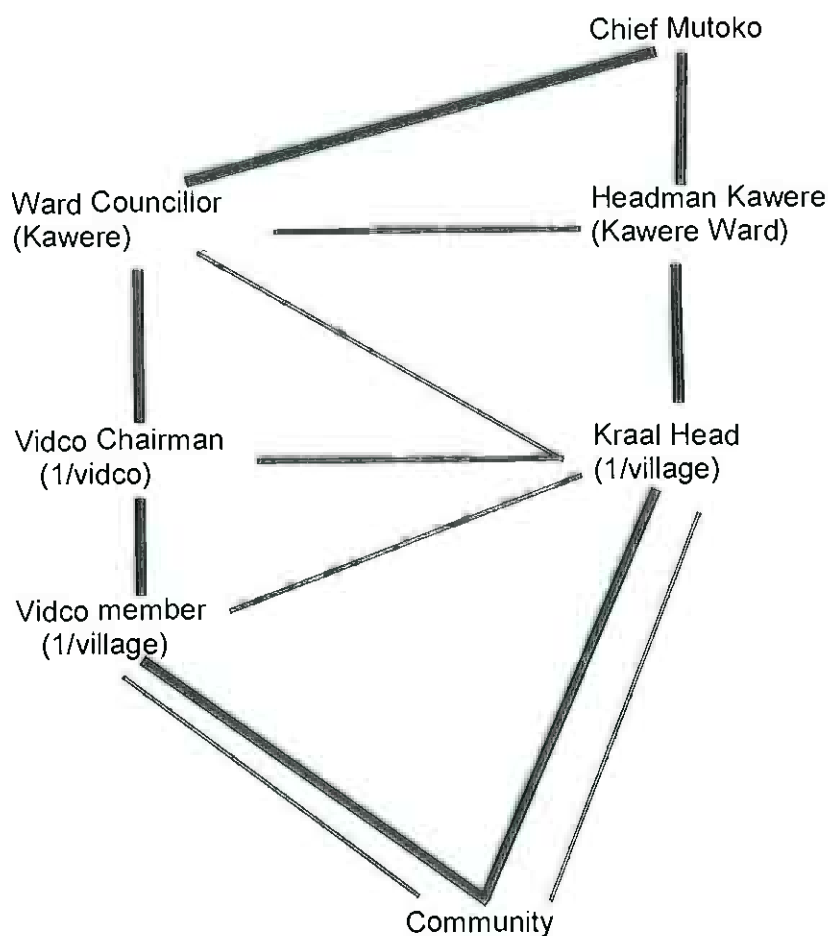 Chief Mutoko
Ward Councillor
(Kawere)
Headman Kawere
(Kawere Ward)
Vidco Chairman
(1/vidco)
Kraal Head
(1/village)
Vidco member
(1/village)
Community